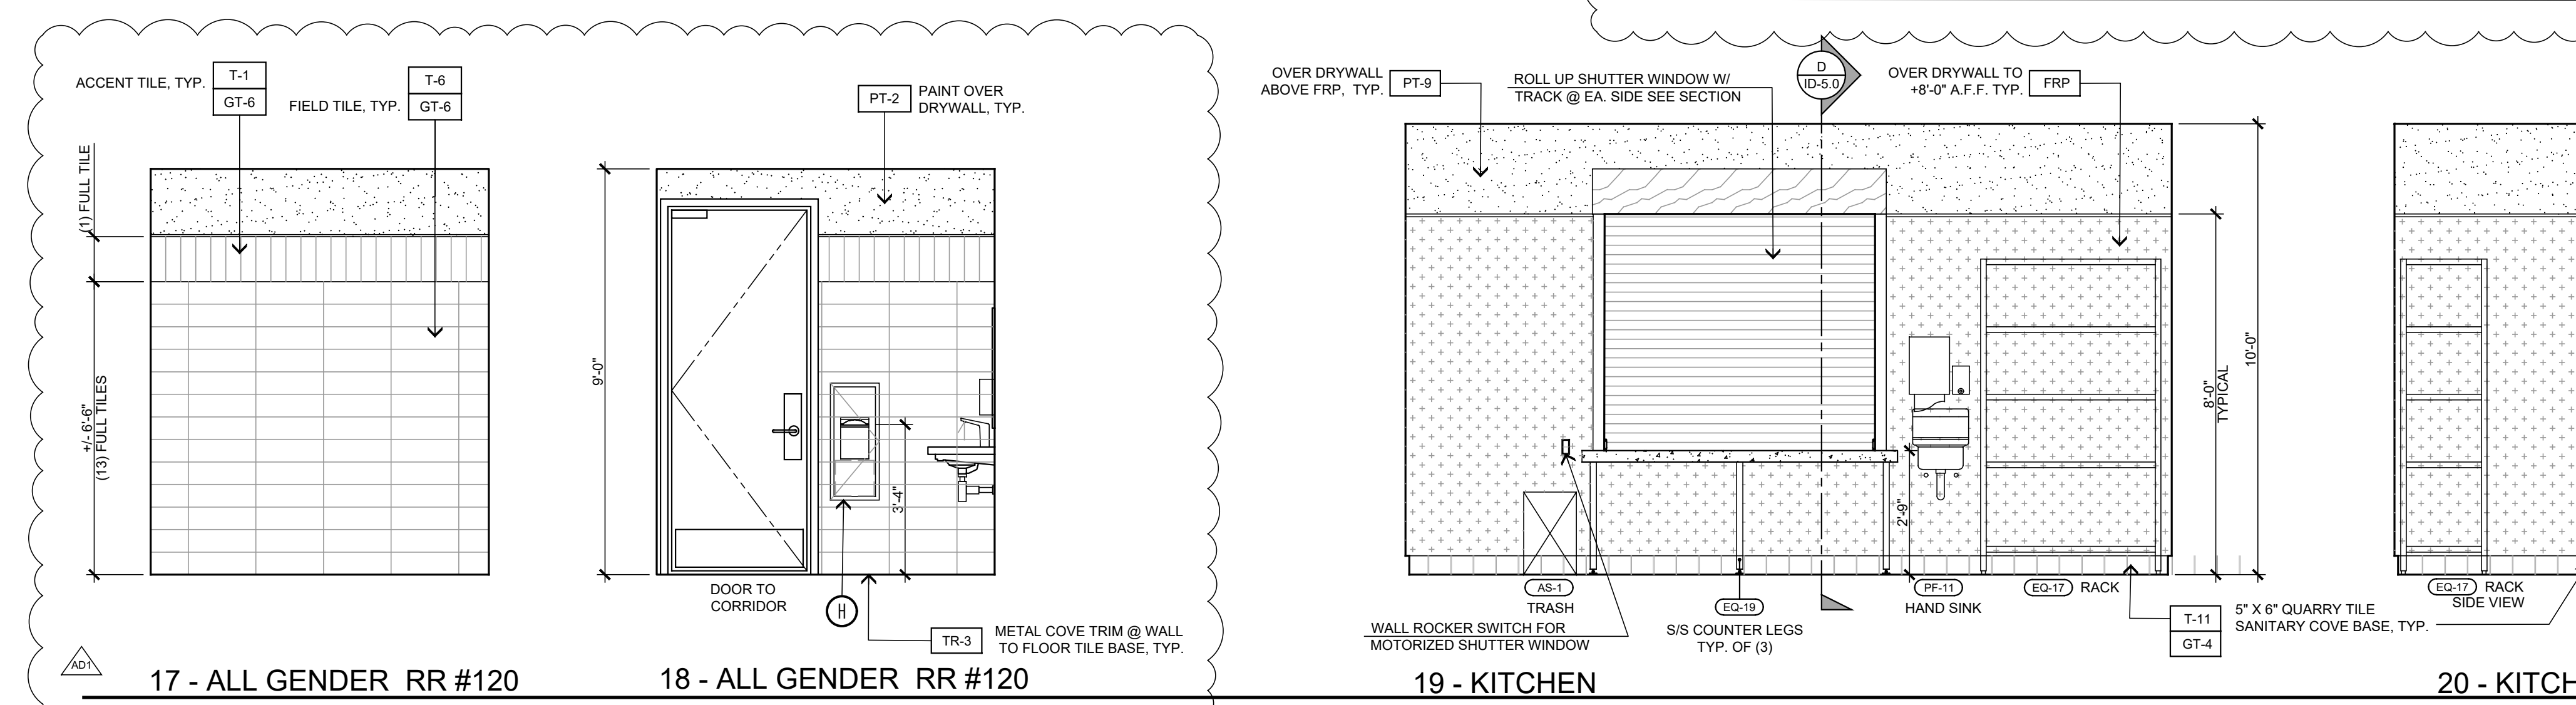 ACCENT TILE, TYP.
T-1
GT-6
FIELD TILE, TYP.
T-6
GT-6
(1) FULL TILE
+/- 6'-6"
(13) FULL TILES
AD1
17 - ALL GENDER RR #120
PT-2
PAINT OVER
DRYWALL, TYP.
9'-0"
3'-4"
DOOR TO
CORRIDOR
H
TR-3
METAL COVE TRIM @ WALL
TO FLOOR TILE BASE, TYP.
18 - ALL GENDER RR #120
OVER DRYWALL
ABOVE FRP, TYP.
PT-9
ROLL UP SHUTTER WINDOW W/
TRACK @ EA. SIDE SEE SECTION
D
ID-5.0
OVER DRYWALL TO
+8'-0" A.F.F. TYP.
FRP
2'-9"
8'-0"
TYPICAL
10'-0"
AS-1
TRASH
WALL ROCKER SWITCH FOR
MOTORIZED SHUTTER WINDOW
EQ-19
S/S COUNTER LEGS
TYP. OF (3)
PF-11
HAND SINK
EQ-17 RACK
T-11
GT-4
5" X 6" QUARRY TILE
SANITARY COVE BASE, TYP.
19 - KITCHEN
EQ-17 RACK
SIDE VIEW
20 - KITCH